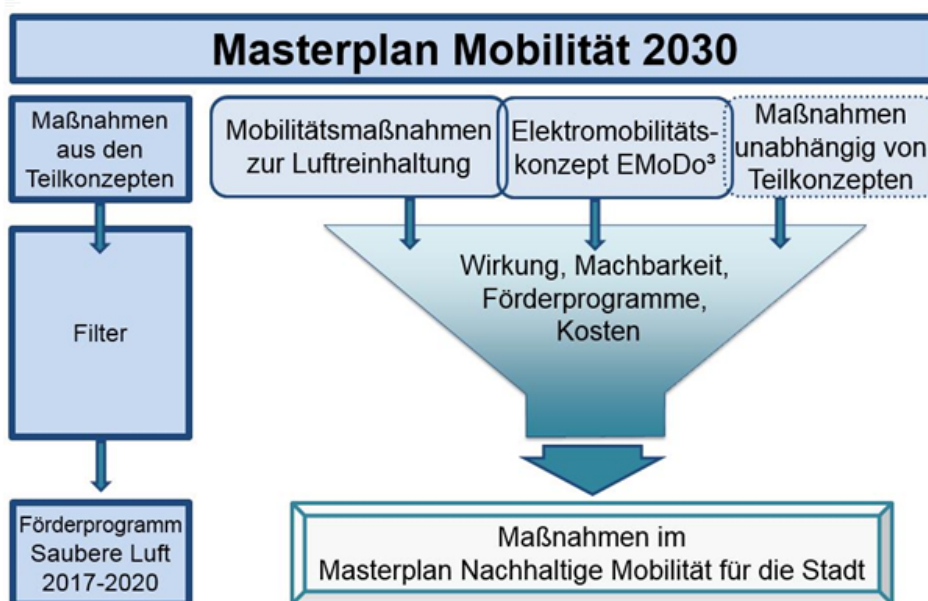 Masterplan Mobilität 2030
Maßnahmen
aus den
Teilkonzepten
Mobilitätsmaßnahmen
zur Luftreinhaltung
Elektromobilitäts-
konzept EMoDo³
Maßnahmen
unabhängig von
Teilkonzepten
Filter
Wirkung, Machbarkeit,
Förderprogramme,
Kosten
Förderprogramm
Saubere Luft
2017-2020
Maßnahmen im
Masterplan Nachhaltige Mobilität für die Stadt